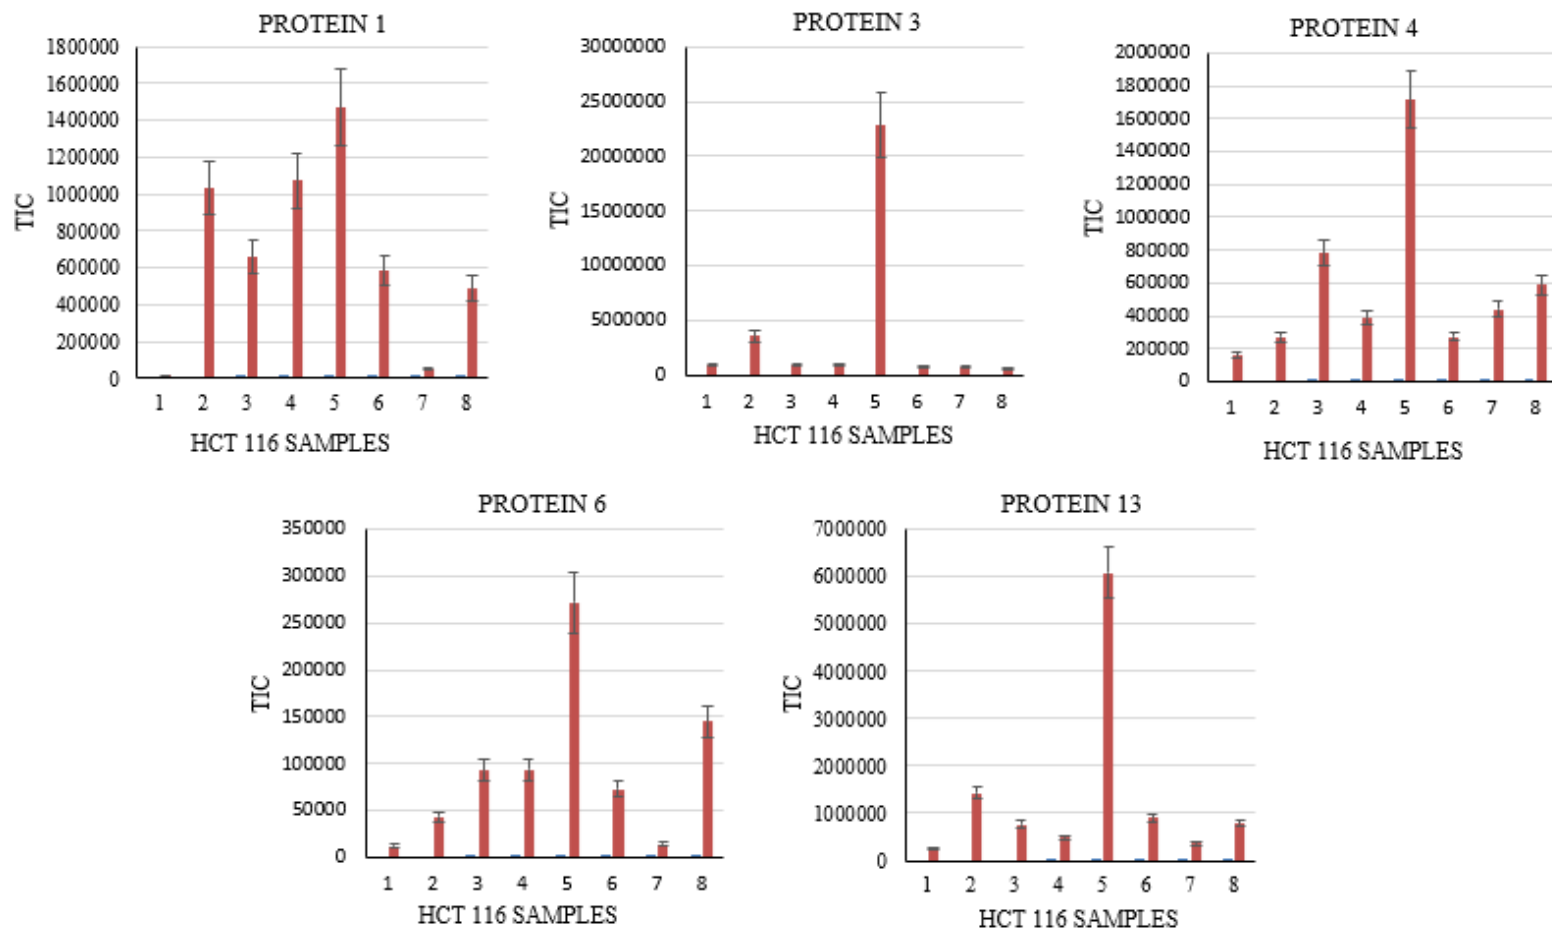 PROTEIN 1
1800000
1600000
1400000
1200000
1000000
800000
600000
400000
200000
0
TIC
1 2 3 4 5 6 7 8
HCT 116 SAMPLES
PROTEIN 3
30000000
25000000
20000000
15000000
10000000
5000000
0
TIC
1 2 3 4 5 6 7 8
HCT 116 SAMPLES
PROTEIN 4
2000000
1800000
1600000
1400000
1200000
1000000
800000
600000
400000
200000
0
TIC
1 2 3 4 5 6 7 8
HCT 116 SAMPLES
PROTEIN 6
350000
300000
250000
200000
150000
100000
50000
0
TIC
1 2 3 4 5 6 7 8
HCT 116 SAMPLES
PROTEIN 13
7000000
6000000
5000000
4000000
3000000
2000000
1000000
0
TIC
1 2 3 4 5 6 7 8
HCT 116 SAMPLES